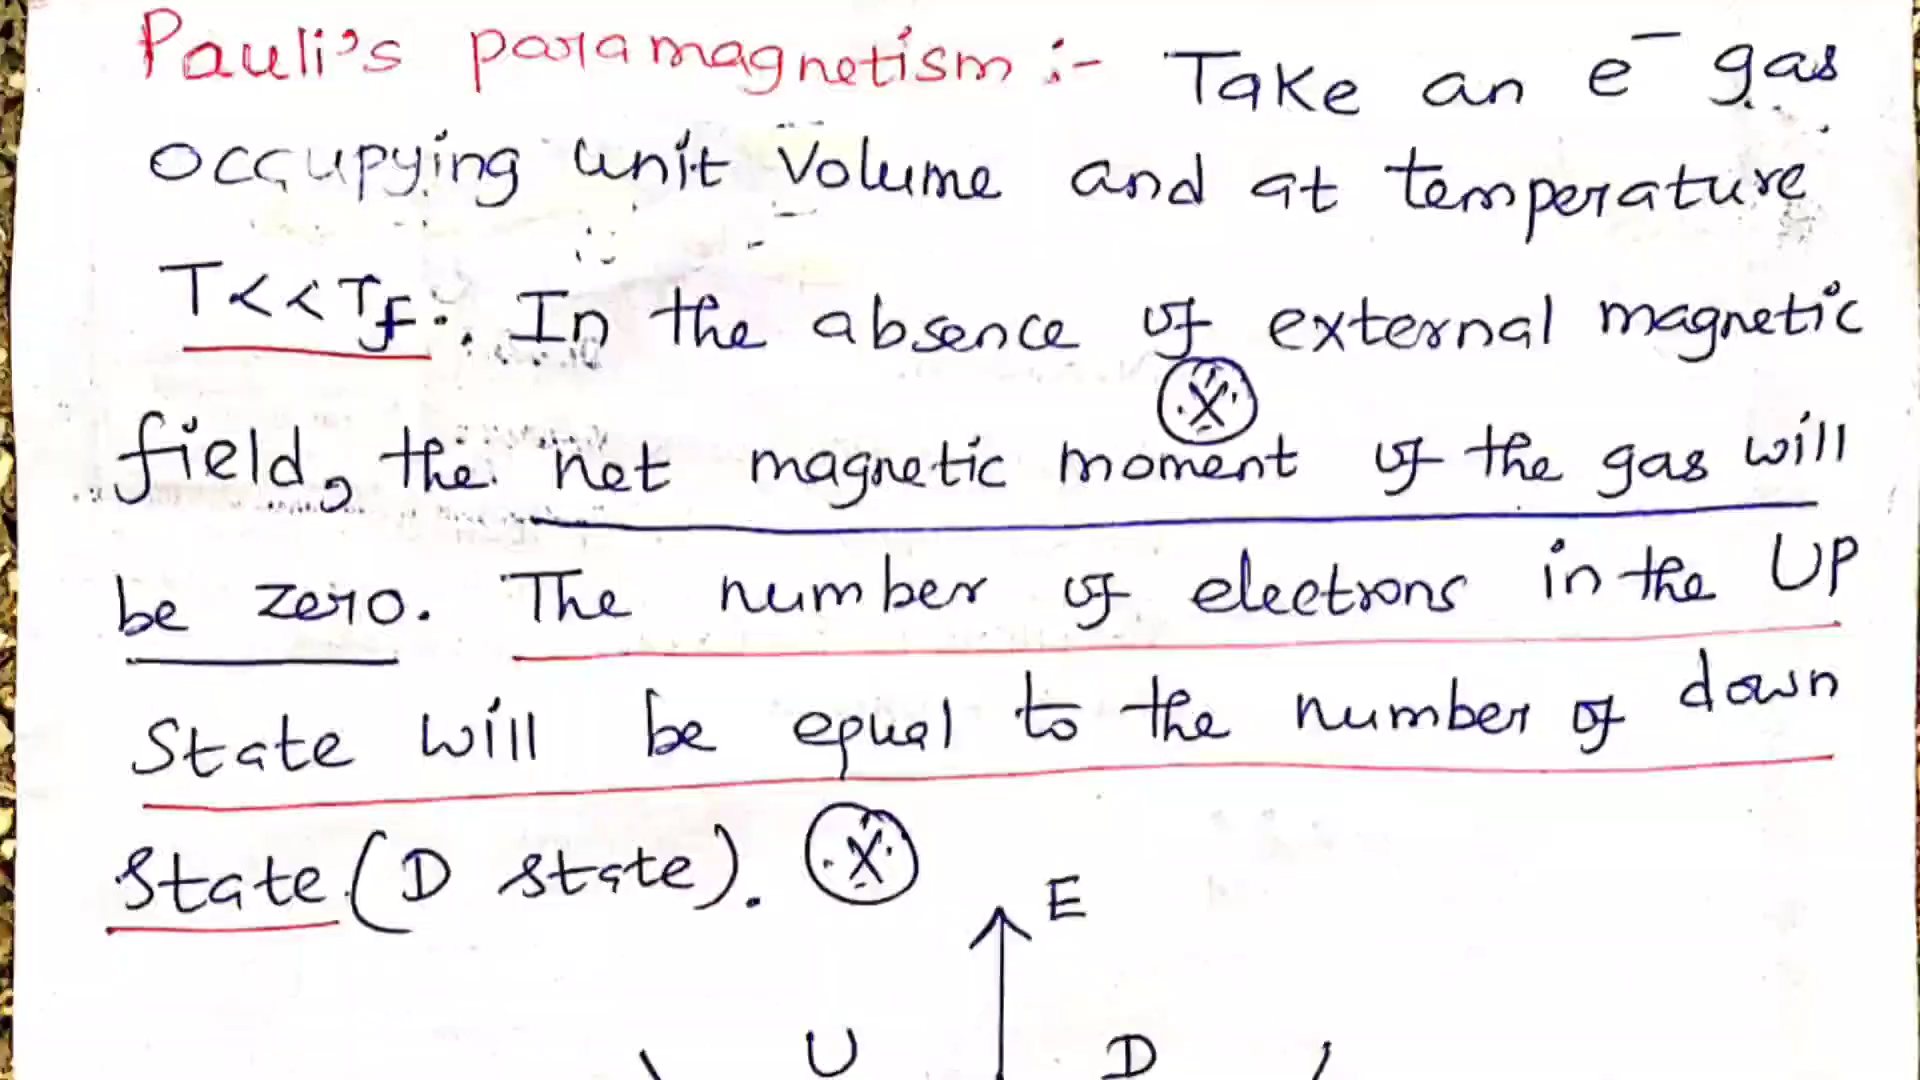 Pauli's paramagnetism :- Take an e⁻ gas
occupying unit volume and at temperature
T<<T_F. In the absence of external magnetic
field, the net magnetic moment of the gas will
be zero. The number of electrons in the UP
State will be equal to the number of down
State (D state).
E
U D